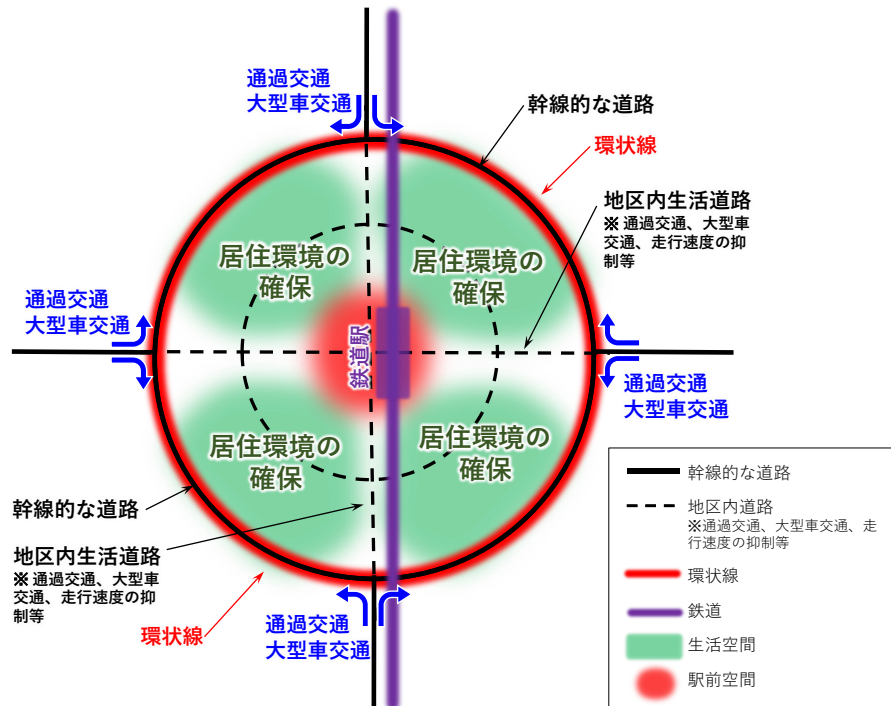 通過交通
大型車交通
幹線的な道路
環状線
地区内生活道路
※ 通過交通、大型車
交通、走行速度の抑
制等
居住環境の
確保
居住環境の
確保
通過交通
大型車交通
鉄道駅
通過交通
大型車交通
居住環境の
確保
居住環境の
確保
幹線的な道路
地区内生活道路
※ 通過交通、大型車
交通、走行速度の抑
制等
環状線
通過交通
大型車交通
幹線的な道路
地区内道路
※通過交通、大型車交通、走
行速度の抑制等
環状線
鉄道
生活空間
駅前空間